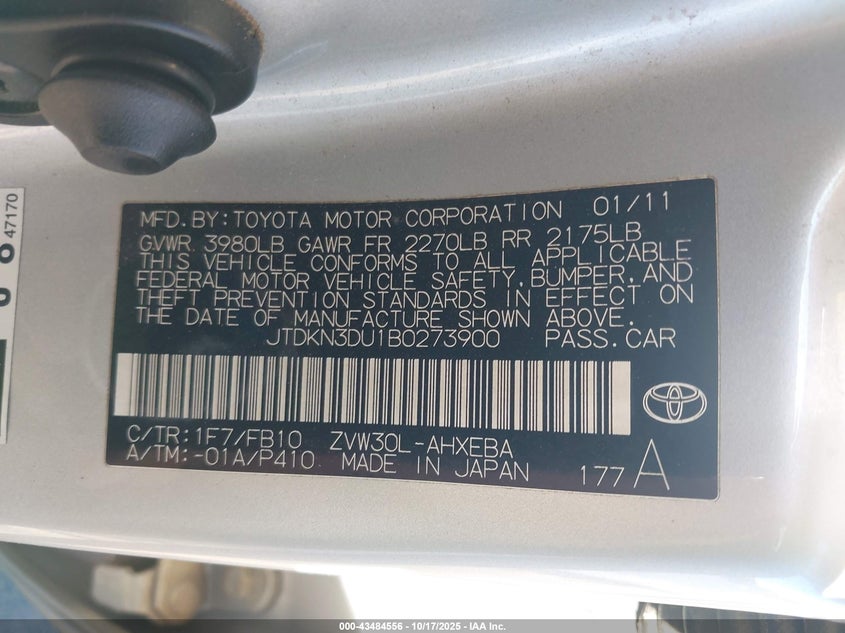 MFD.BY:TOYOTA MOTOR CORPORATION 01/11
GVWR 3980LB GAWR FR 2270LB RR 2175LB
THIS VEHICLE CONFORMS TO ALL APPLICABLE
FEDERAL MOTOR VEHICLE SAFETY,BUMPER,AND
THEFT PREVENTION STANDARDS IN EFFECT ON
THE DATE OF MANUFACTURE SHOWN ABOVE.
JTDKN3DU1B0273900 PASS.CAR
C/TR:1F7/FB10 ZVW30L-AHXEBA
A/TM:-01A/P410 MADE IN JAPAN 177A
47170
000-43484556 - 10/17/2025 - IAA Inc.